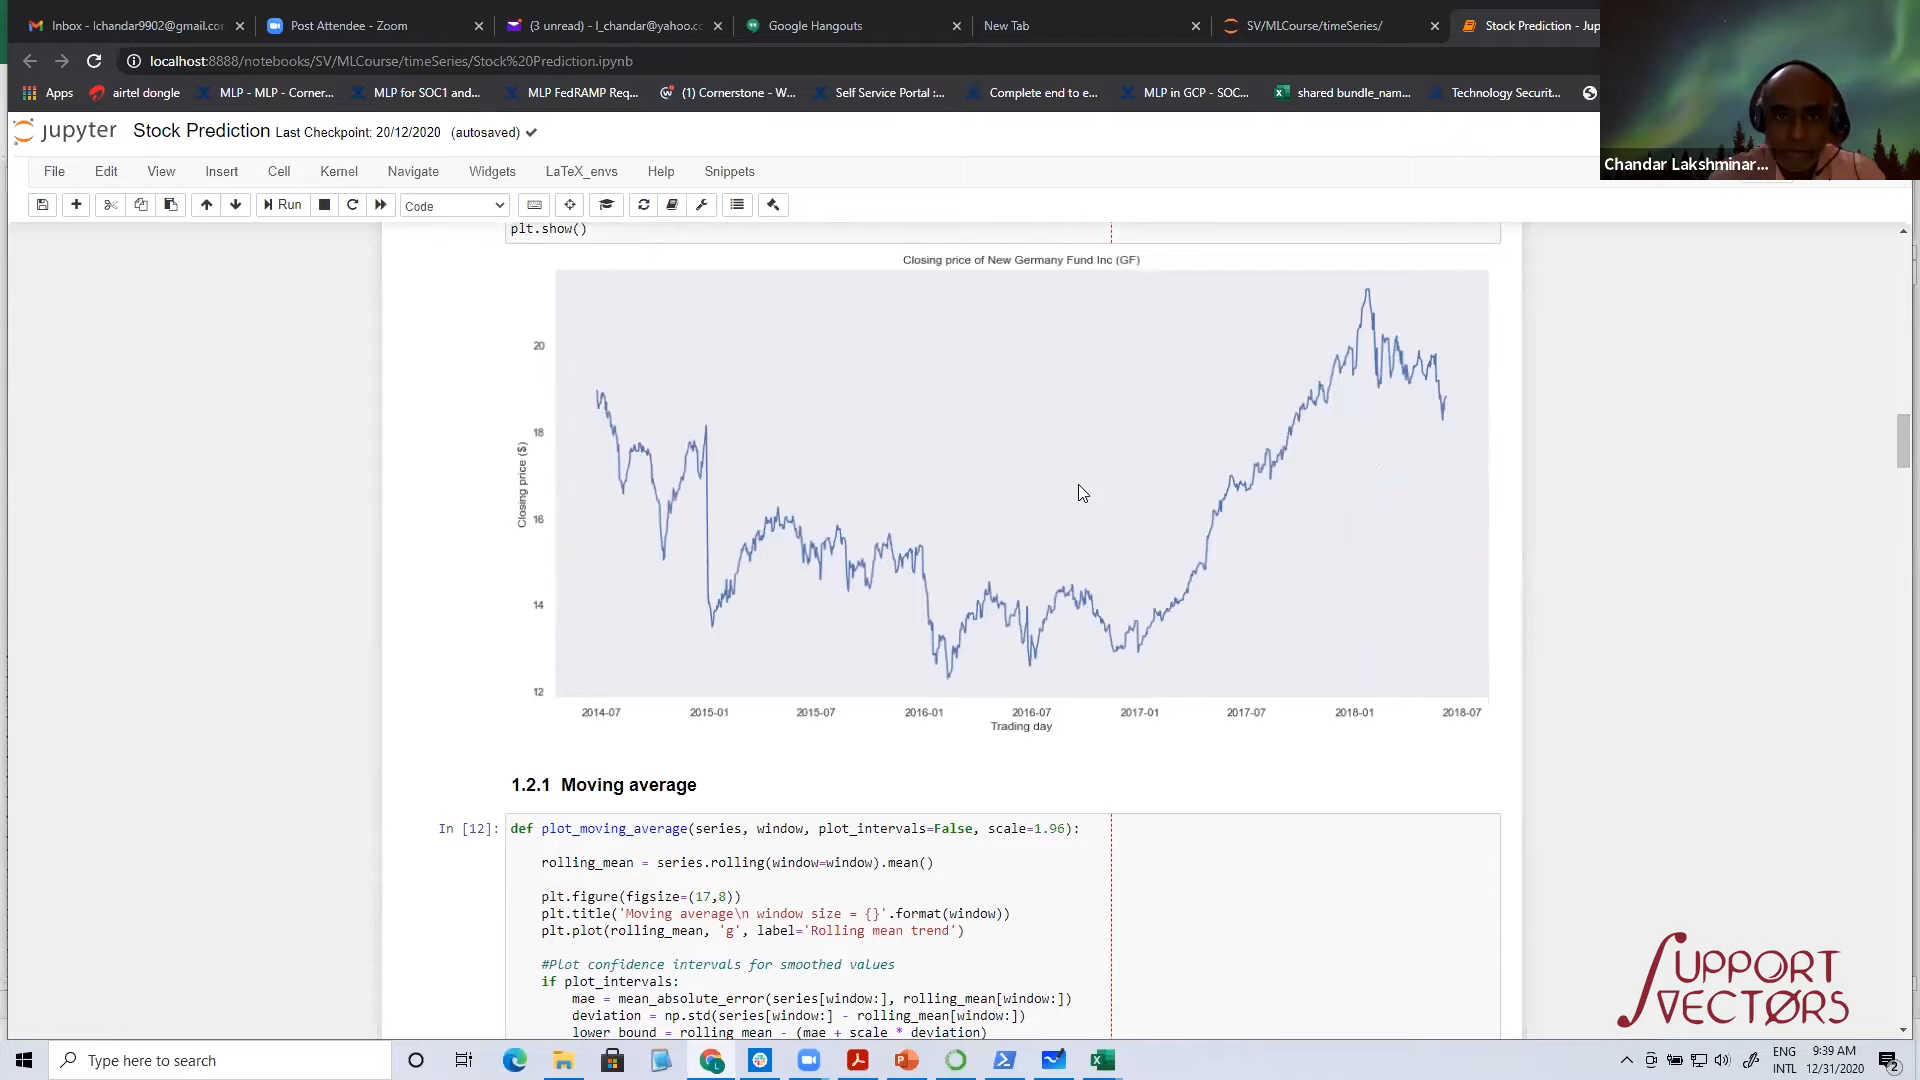 Inbox - lchandar9902@gmail.co
Post Attendee - Zoom
(3 unread) - l_chandar@yahoo.cc
Google Hangouts
New Tab
SV/MLCourse/timeSeries/
Stock Prediction - Jup
localhost:8888/notebooks/SV/MLCourse/timeSeries/Stock%20Prediction.ipynb
Apps
airtel dongle
MLP - MLP - Corner...
MLP for SOC1 and...
MLP FedRAMP Req...
(1) Cornerstone - W...
Self Service Portal :...
Complete end to e...
MLP in GCP - SOC...
shared bundle_nam...
Technology Securit...
Chandar Lakshminar...
jupyter Stock Prediction Last Checkpoint: 20/12/2020 (autosaved)
File Edit View Insert Cell Kernel Navigate Widgets LaTeX_envs Help Snippets
Run
Code
plt.show()
Closing price of New Germany Fund Inc (GF)
20
18
16
14
12
Closing price ($)
2014-07 2015-01 2015-07 2016-01 2016-07 2017-01 2017-07 2018-01 2018-07
Trading day
1.2.1 Moving average
In [12]:
def plot_moving_average(series, window, plot_intervals=False, scale=1.96):
rolling_mean = series.rolling(window=window).mean()
plt.figure(figsize=(17,8))
plt.title('Moving average\n window size = {}'.format(window))
plt.plot(rolling_mean, 'g', label='Rolling mean trend')
#Plot confidence intervals for smoothed values
if plot_intervals:
mae = mean_absolute_error(series[window:], rolling_mean[window:])
deviation = np.std(series[window:] - rolling_mean[window:])
lower_bound = rolling_mean - (mae + scale * deviation)
SUPPORT
VECTORS
Type here to search
ENG
INTL
9:39 AM
12/31/2020
2